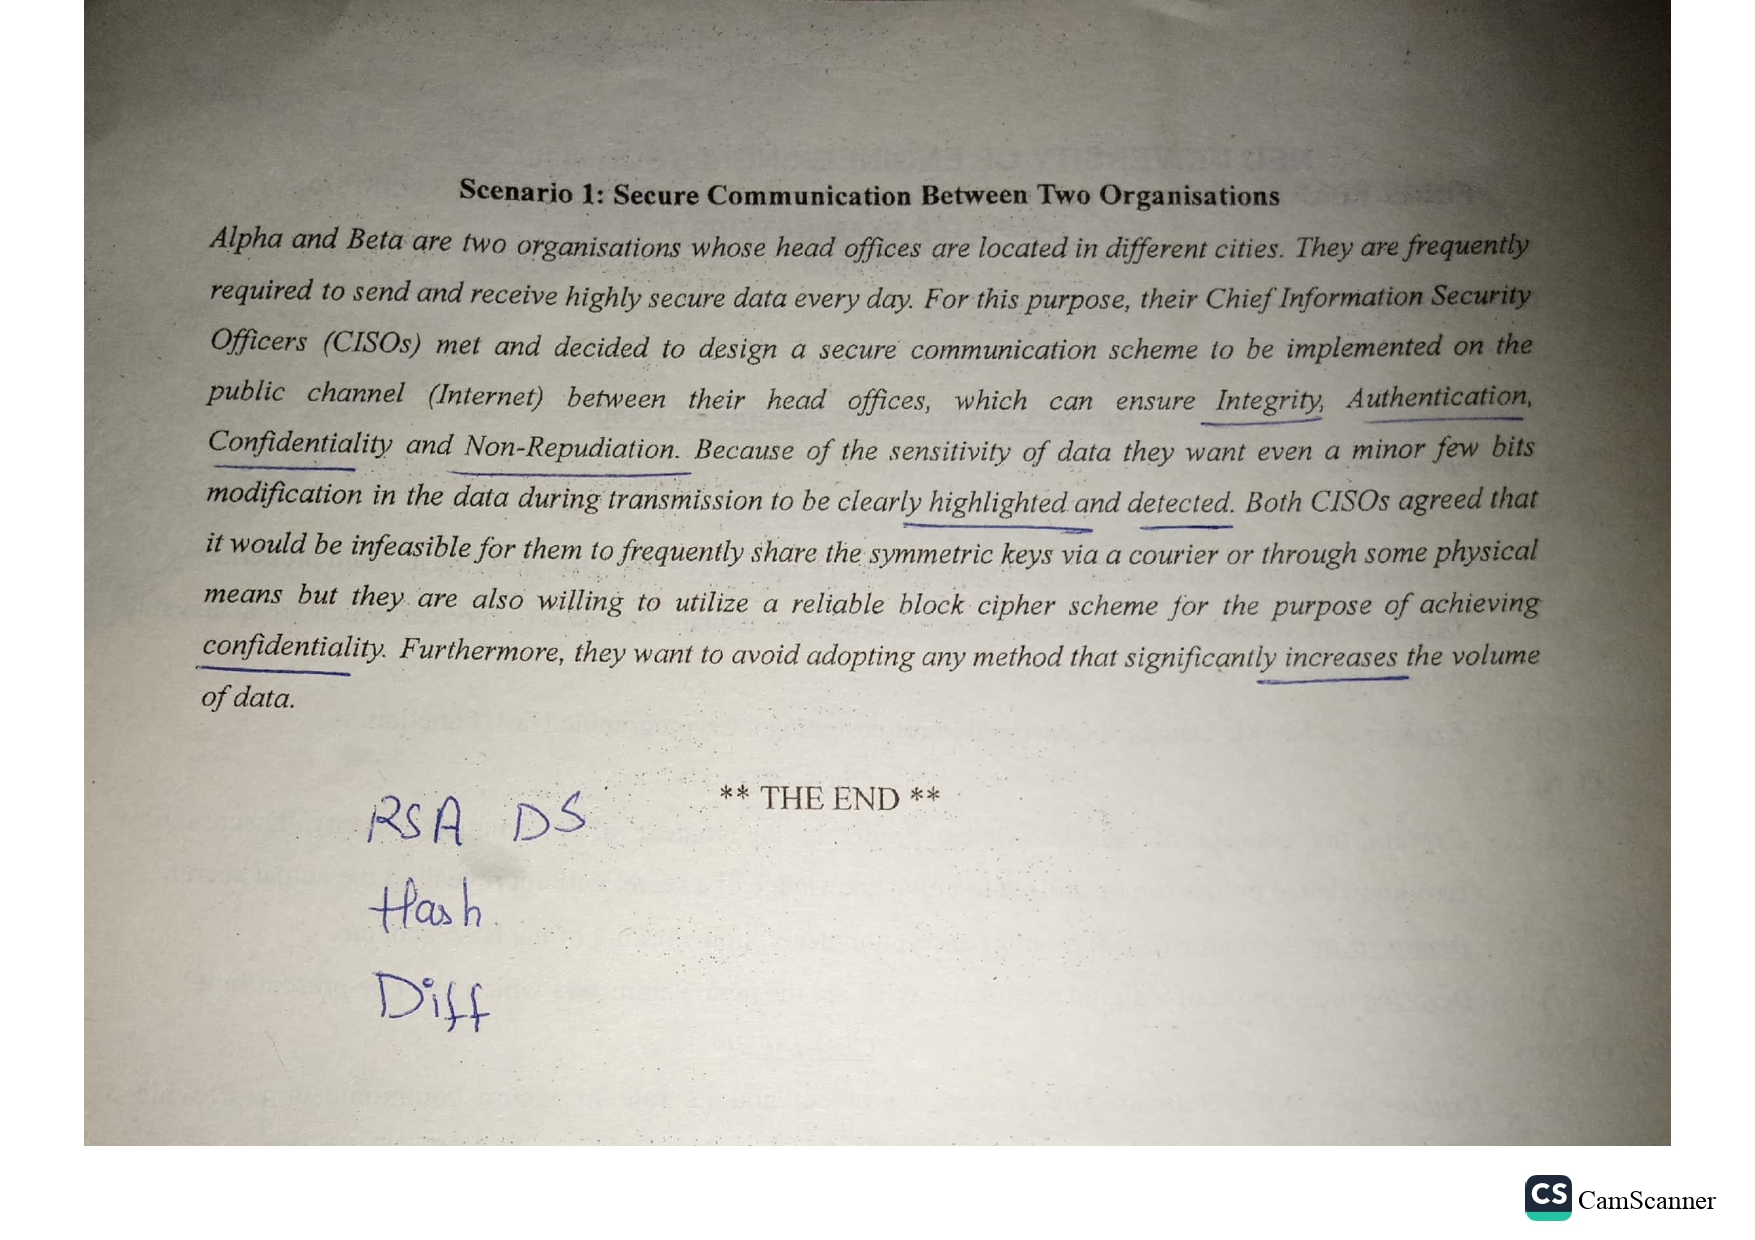 Scenario 1: Secure Communication Between Two Organisations
Alpha and Beta are two organisations whose head offices are located in different cities. They are frequently
required to send and receive highly secure data every day. For this purpose, their Chief Information Security
Officers (CISOs) met and decided to design a secure communication scheme to be implemented on the
public channel (Internet) between their head offices, which can ensure Integrity, Authentication,
Confidentiality and Non-Repudiation. Because of the sensitivity of data they want even a minor few bits
modification in the data during transmission to be clearly highlighted and detected. Both CISOs agreed that
it would be infeasible for them to frequently share the symmetric keys via a courier or through some physical
means but they are also willing to utilize a reliable block cipher scheme for the purpose of achieving
confidentiality. Furthermore, they want to avoid adopting any method that significantly increases the volume
of data.
** THE END **
RSA DS
Hash
Diff
CS CamScanner